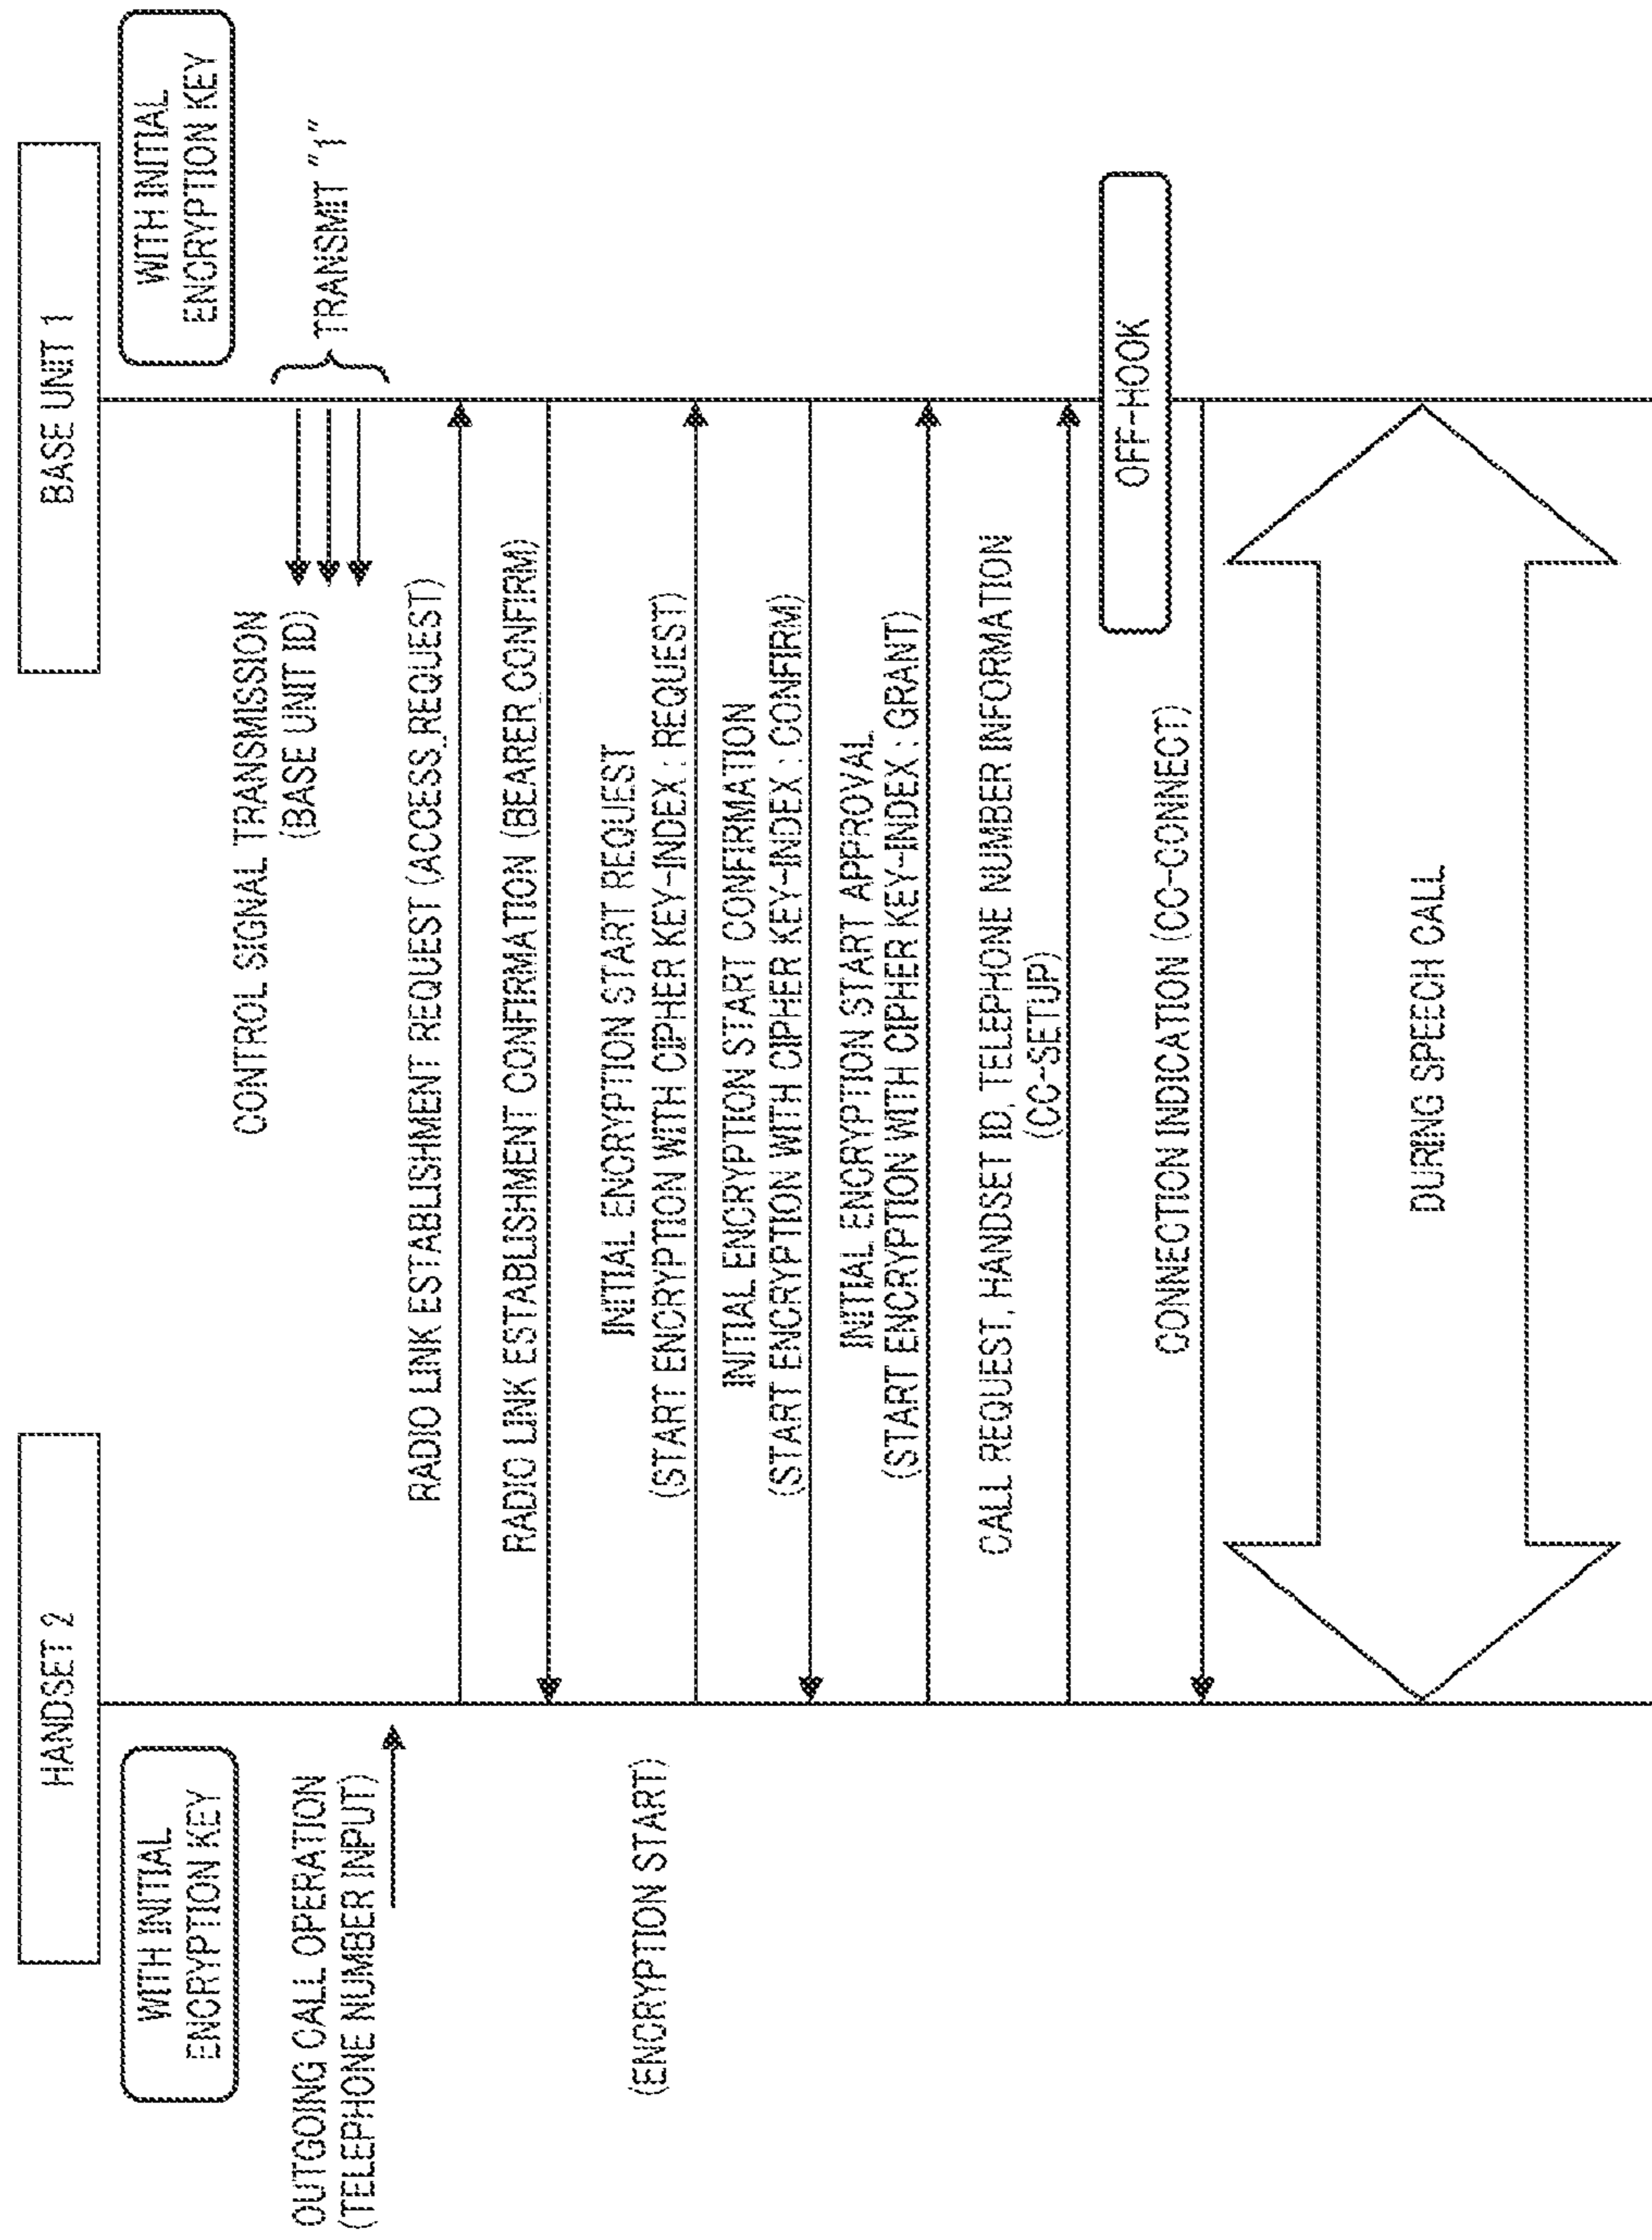 HANDSET 2
BASE UNIT 1
WITH INITIAL
ENCRYPTION KEY
WITH INITIAL
ENCRYPTION KEY
CONTROL SIGNAL TRANSMISSION
(BASE UNIT ID)
TRANSMIT "1"
OUTGOING CALL OPERATION
(TELEPHONE NUMBER INPUT)
RADIO LINK ESTABLISHMENT REQUEST (ACCESS_REQUEST)
RADIO LINK ESTABLISHMENT CONFIRMATION (BEARER_CONFIRM)
(ENCRYPTION START)
INITIAL ENCRYPTION START REQUEST
(START ENCRYPTION WITH CIPHER KEY-INDEX : REQUEST)
INITIAL ENCRYPTION START CONFIRMATION
(START ENCRYPTION WITH CIPHER KEY-INDEX : CONFIRM)
INITIAL ENCRYPTION START APPROVAL
(START ENCRYPTION WITH CIPHER KEY-INDEX : GRANT)
CALL REQUEST, HANDSET ID, TELEPHONE NUMBER INFORMATION
(CC-SETUP)
OFF-HOOK
CONNECTION INDICATION (CC-CONNECT)
DURING SPEECH CALL